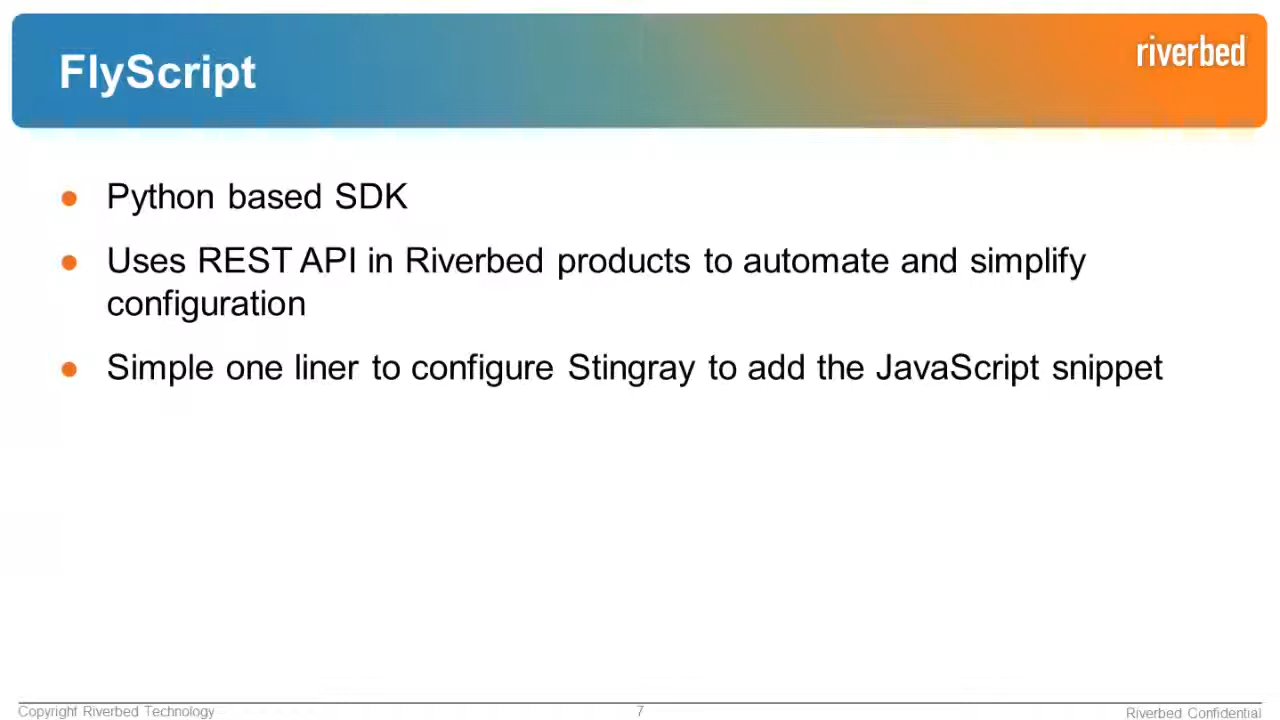 FlyScript
riverbed
Python based SDK
Uses REST API in Riverbed products to automate and simplify
configuration
Simple one liner to configure Stingray to add the JavaScript snippet
Copyright Riverbed Technology
7
Riverbed Confidential